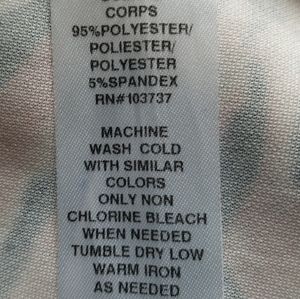 CORPS
95%POLYESTER/
POLIESTER/
POLYESTER
5%SPANDEX
RN#103737
MACHINE
WASH COLD
WITH SIMILAR
COLORS
ONLY NON
CHLORINE BLEACH
WHEN NEEDED
TUMBLE DRY LOW
WARM IRON
AS NEEDED